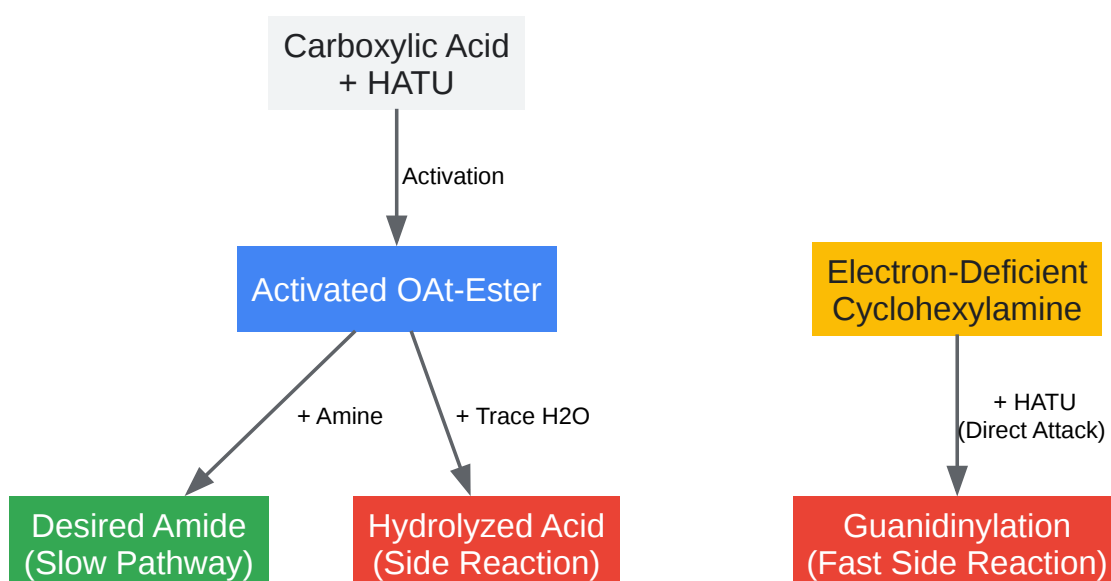 Carboxylic Acid
+ HATU
Activation
Activated OAt-Ester
Electron-Deficient
Cyclohexylamine
+ Amine
+ Trace H2O
+ HATU
(Direct Attack)
Desired Amide
(Slow Pathway)
Hydrolyzed Acid
(Side Reaction)
Guanidinylation
(Fast Side Reaction)